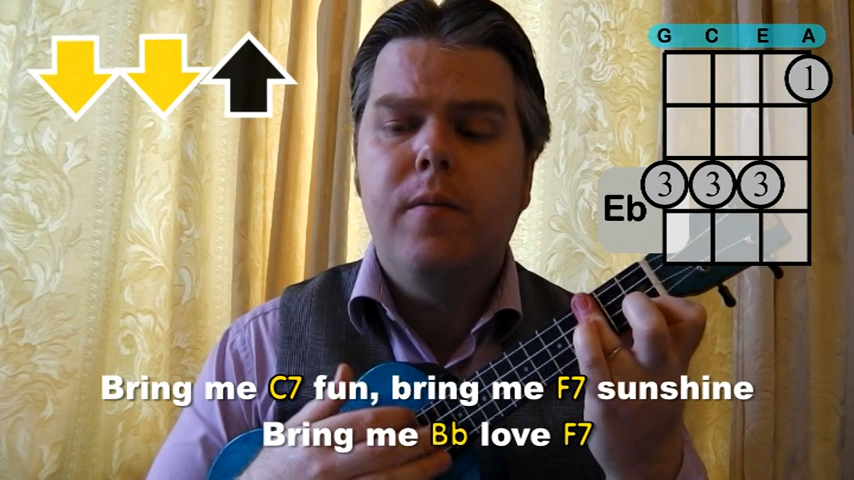 G C E A
1
3 3 3
Eb
Bring me C7 fun, bring me F7 sunshine
Bring me Bb love F7